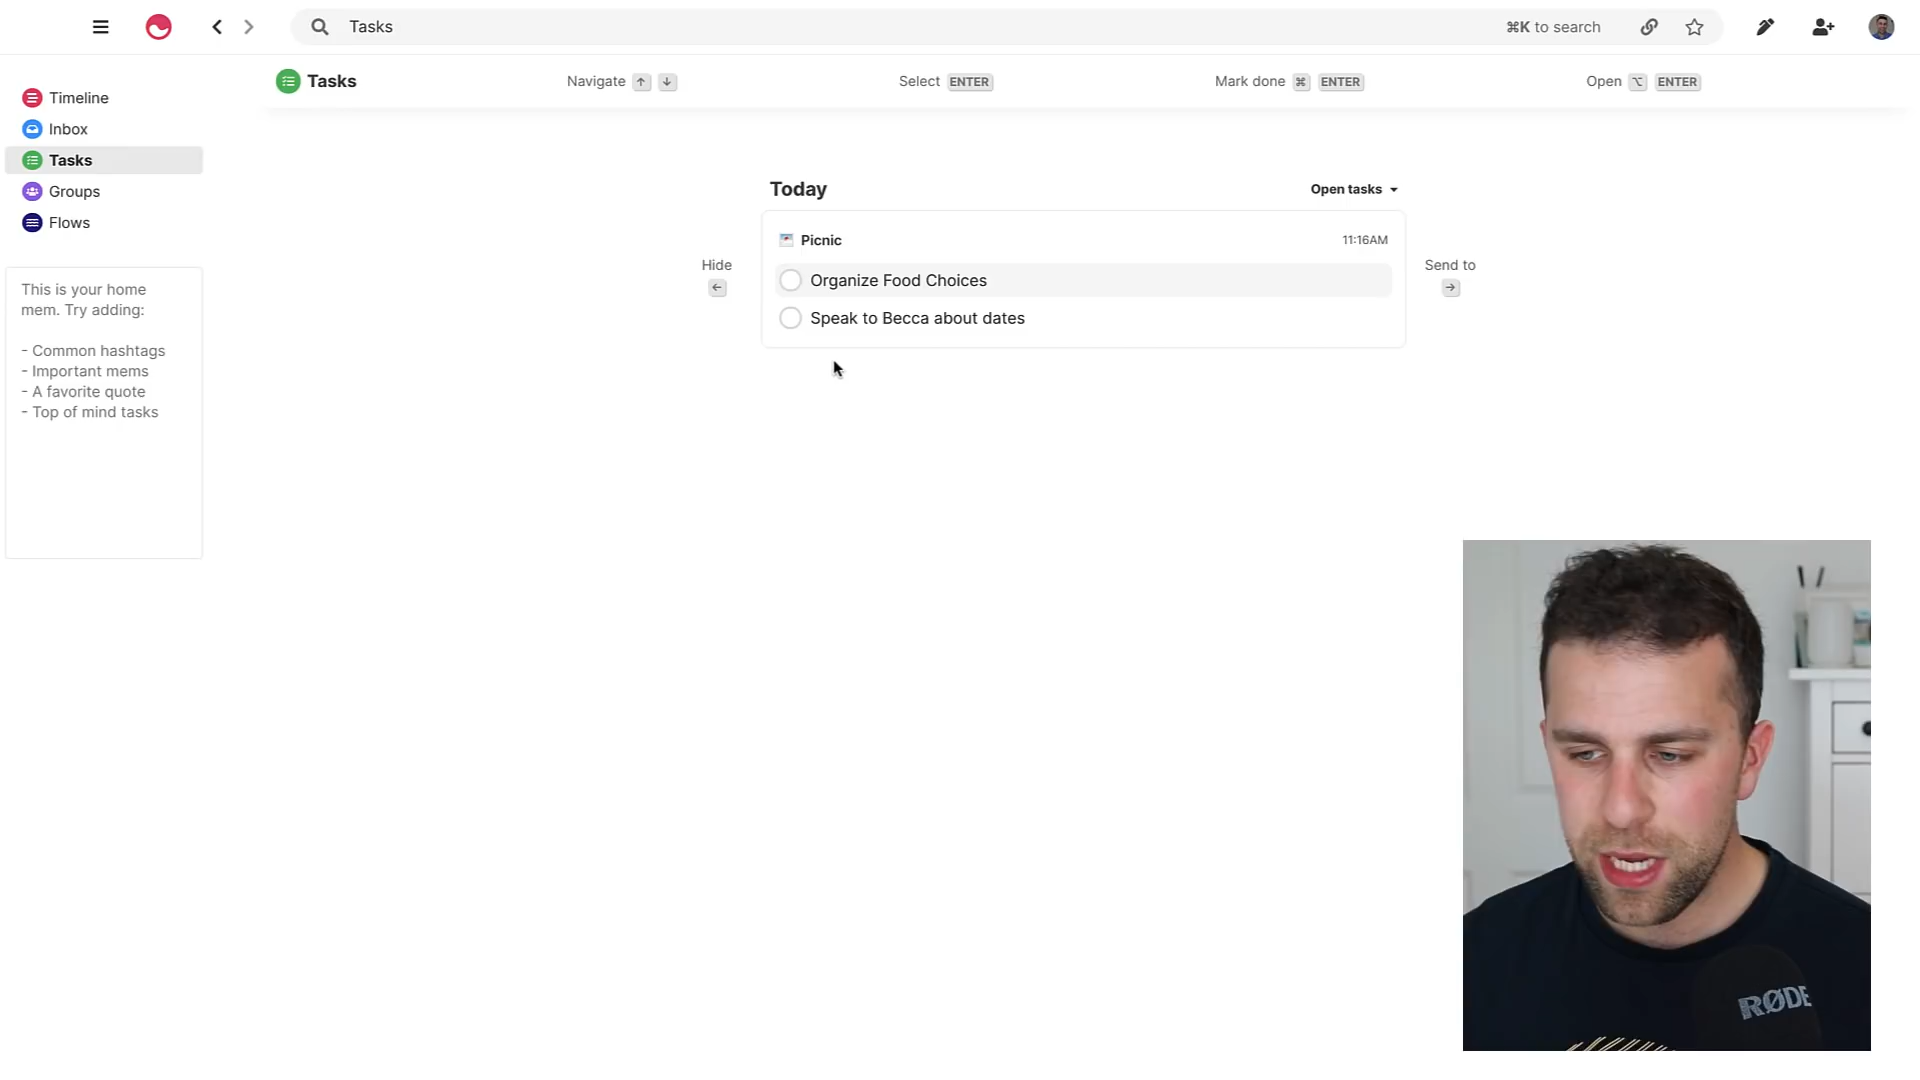 Tasks
⌘K to search
Tasks
Navigate ↑ ↓
Select ENTER
Mark done ⌘ ENTER
Open ⌥ ENTER
Timeline
Inbox
Tasks
Groups
Flows
This is your home
mem. Try adding:
- Common hashtags
- Important mems
- A favorite quote
- Top of mind tasks
Today
Open tasks
Picnic
11:16AM
Hide
←
Organize Food Choices
Speak to Becca about dates
Send to
→
RØDE